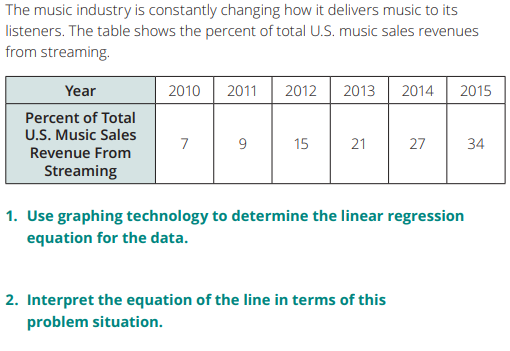 The music industry is constantly changing how it delivers music to its
listeners. The table shows the percent of total U.S. music sales revenues
from streaming.
Year 2010 2011 2012 2013 2014 2015
Percent of Total
U.S. Music Sales
Revenue From
Streaming
7 9 15 21 27 34
1. Use graphing technology to determine the linear regression
equation for the data.
2. Interpret the equation of the line in terms of this
problem situation.